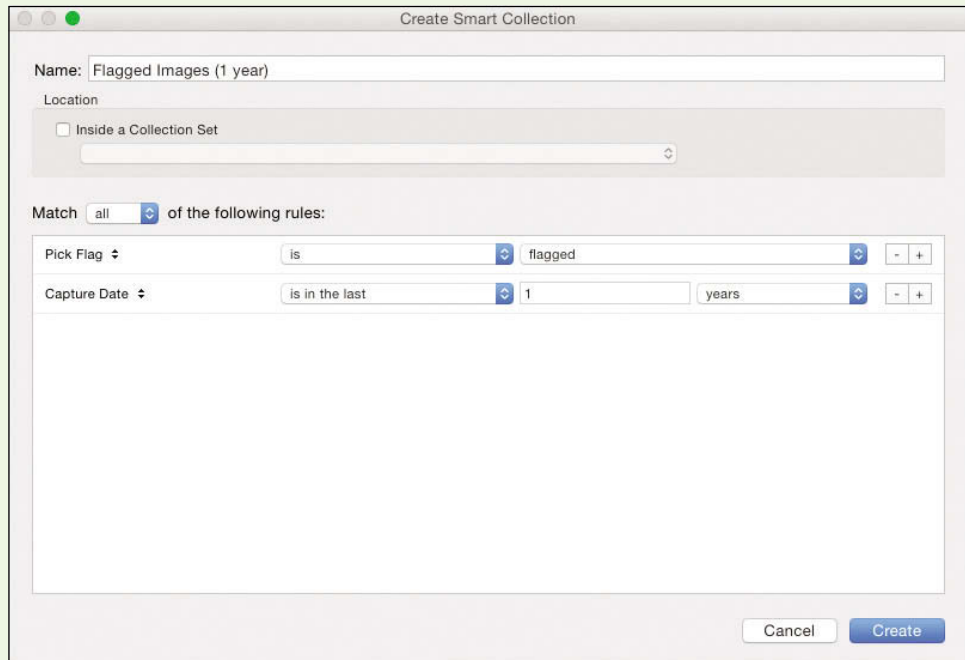 Create Smart Collection
Name: Flagged Images (1 year)
Location
Inside a Collection Set
Match all of the following rules:
Pick Flag is flagged - +
Capture Date is in the last 1 years - +
Cancel Create